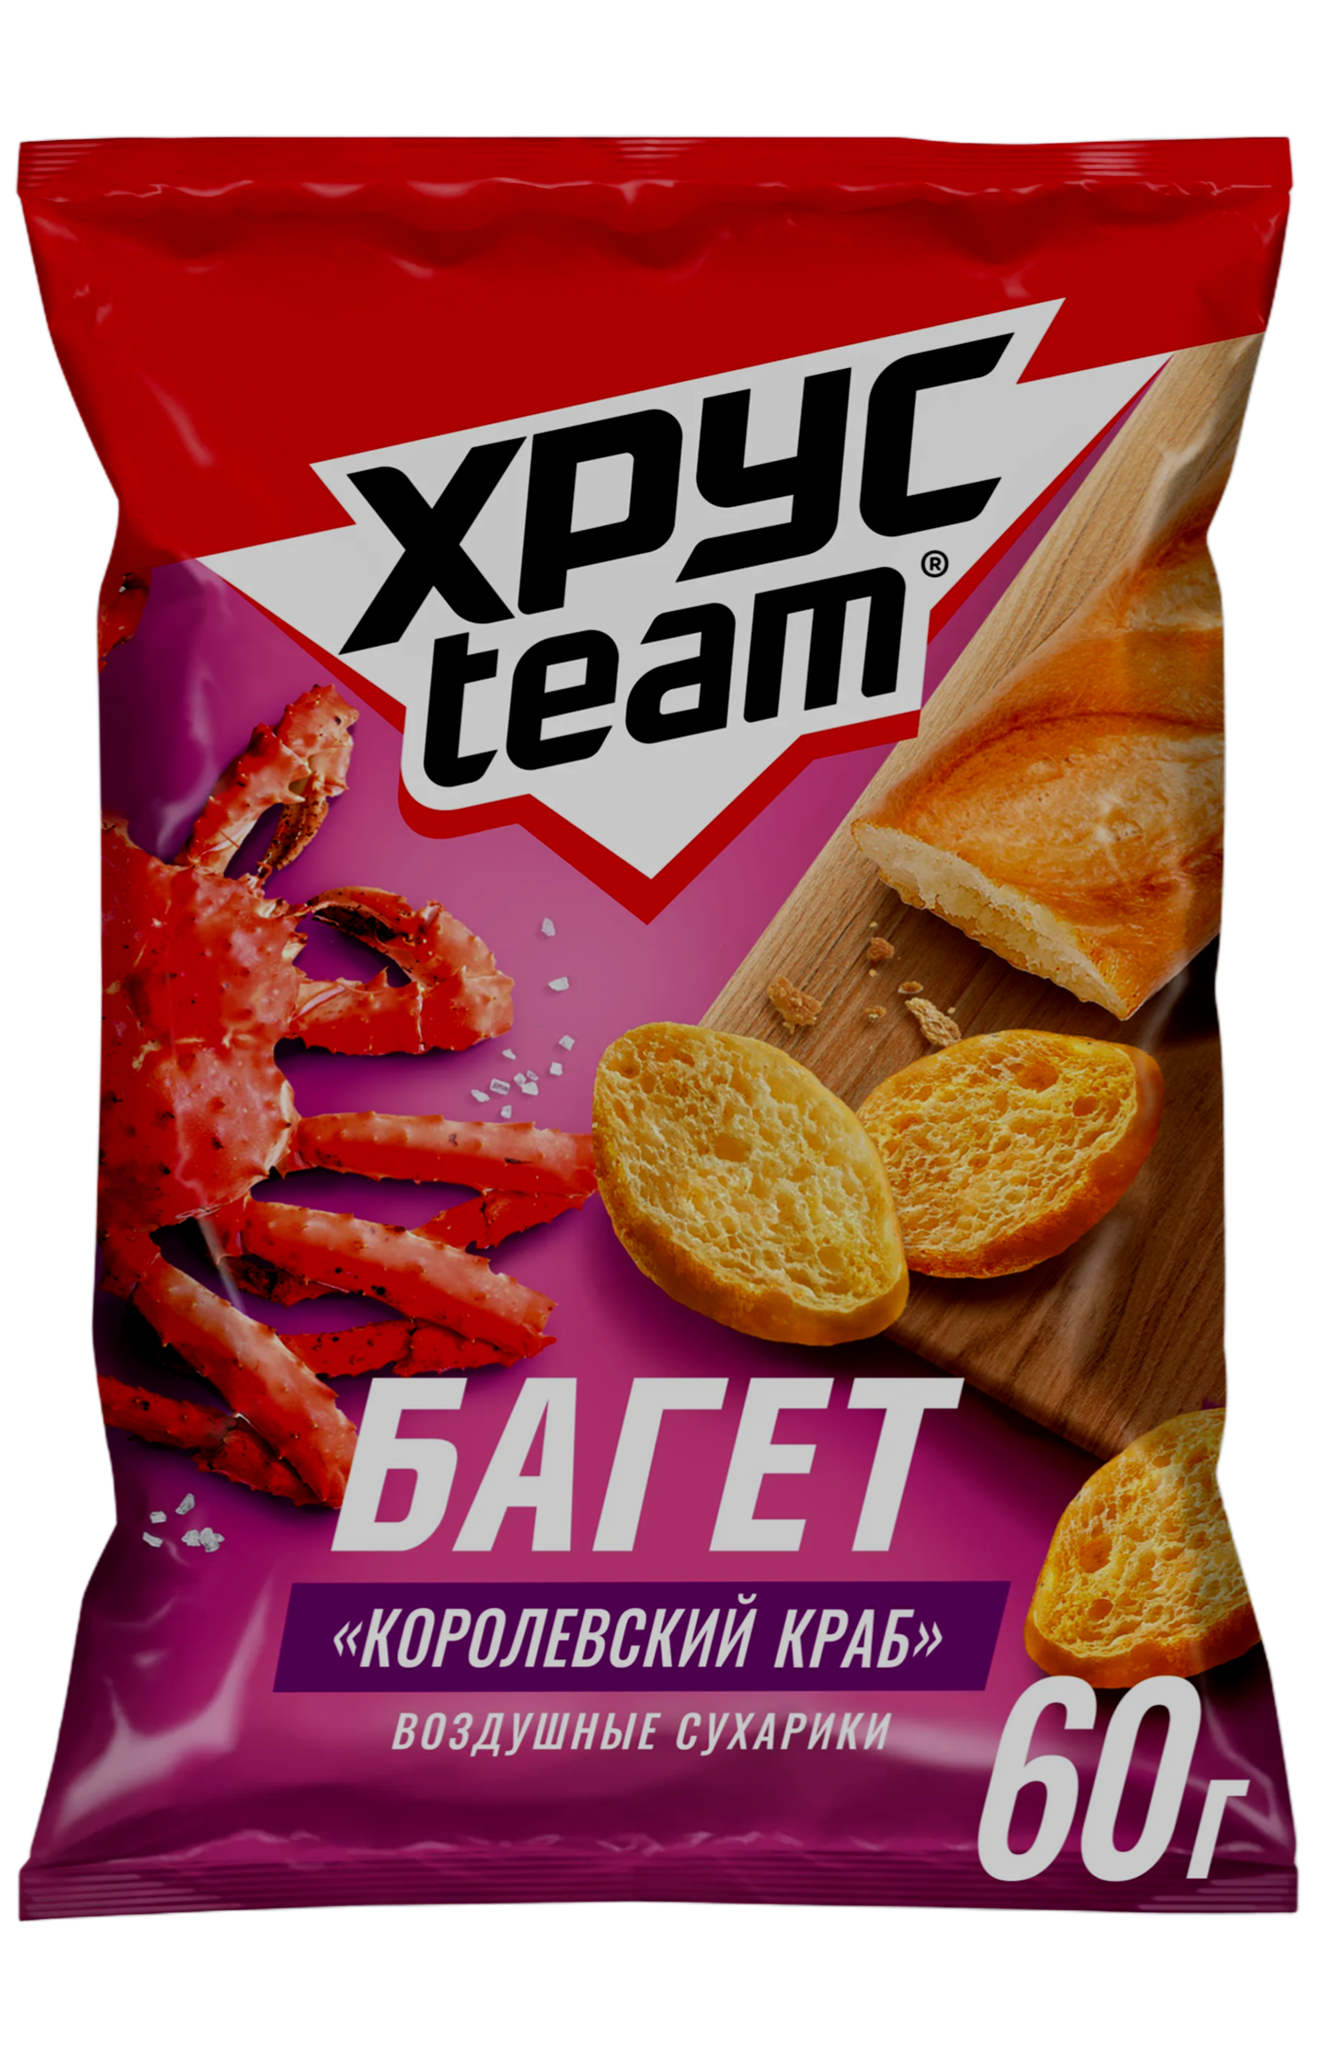 ХРУС
team®
БАГЕТ
«КОРОЛЕВСКИЙ КРАБ»
ВОЗДУШНЫЕ СУХАРИКИ
60г